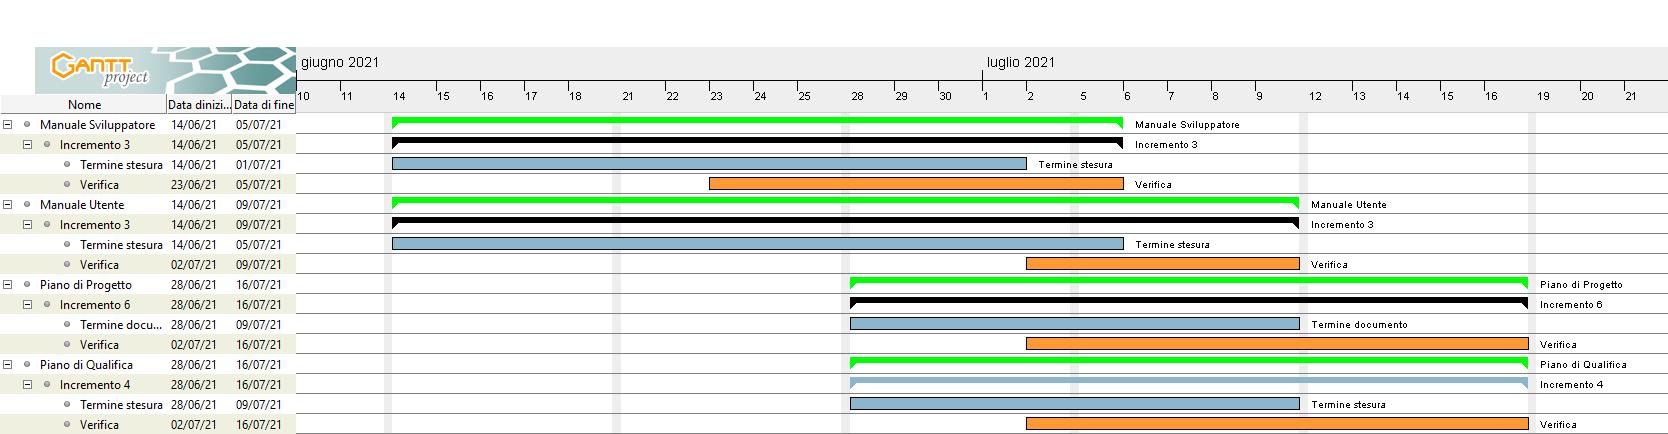 GANTT
project
giugno 2021 luglio 2021
Nome Data dinizi... Data di fine 10 11 14 15 16 17 18 21 22 23 24 25 28 29 30 1 2 5 6 7 8 9 12 13 14 15 16 19 20 21
Manuale Sviluppatore 14/06/21 05/07/21 Manuale Sviluppatore
Incremento 3 14/06/21 05/07/21 Incremento 3
Termine stesura 14/06/21 01/07/21 Termine stesura
Verifica 23/06/21 05/07/21 Verifica
Manuale Utente 14/06/21 09/07/21 Manuale Utente
Incremento 3 14/06/21 09/07/21 Incremento 3
Termine stesura 14/06/21 05/07/21 Termine stesura
Verifica 02/07/21 09/07/21 Verifica
Piano di Progetto 28/06/21 16/07/21 Piano di Progetto
Incremento 6 28/06/21 16/07/21 Incremento 6
Termine docu... 28/06/21 09/07/21 Termine documento
Verifica 02/07/21 16/07/21 Verifica
Piano di Qualifica 28/06/21 16/07/21 Piano di Qualifica
Incremento 4 28/06/21 16/07/21 Incremento 4
Termine stesura 28/06/21 09/07/21 Termine stesura
Verifica 02/07/21 16/07/21 Verifica